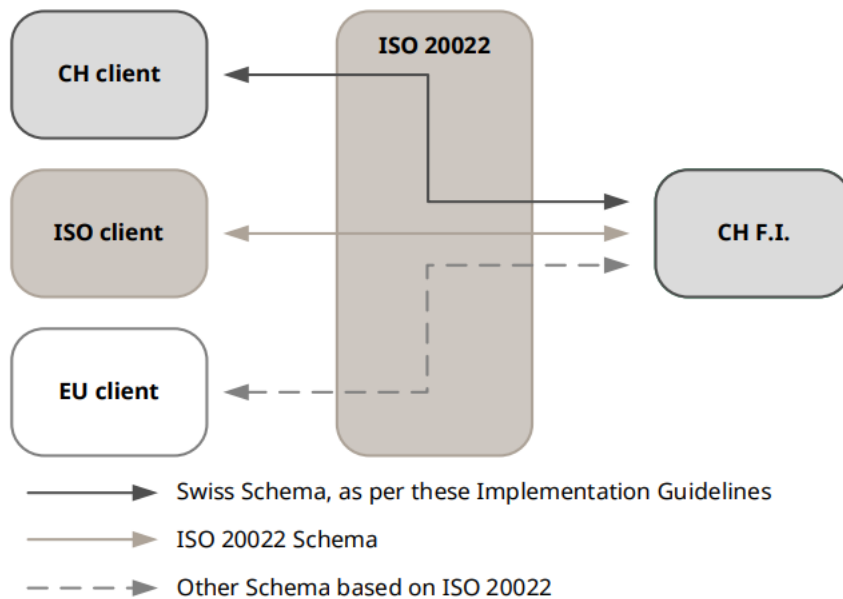 ISO 20022
CH client
ISO client
CH F.I.
EU client
Swiss Schema, as per these Implementation Guidelines
ISO 20022 Schema
Other Schema based on ISO 20022